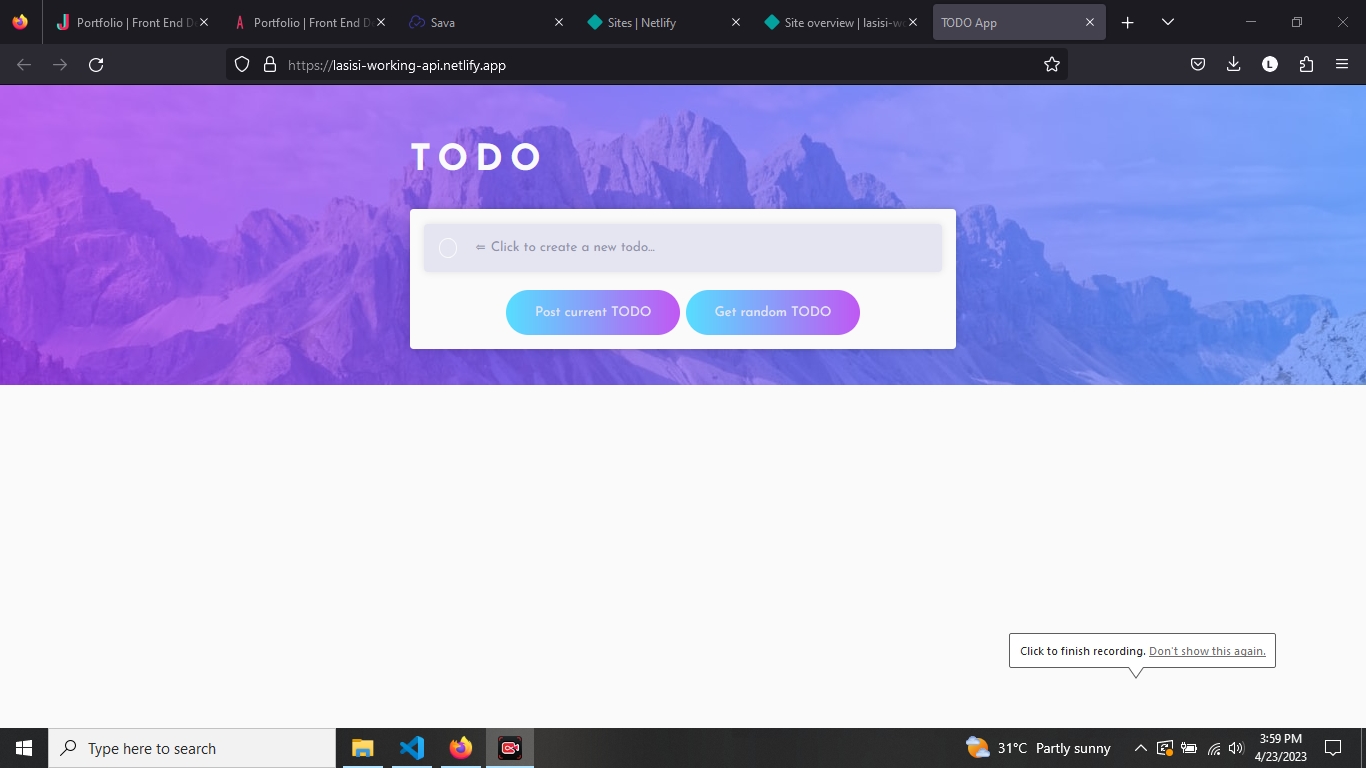 Portfolio | Front End D
Portfolio | Front End De
Sava
Sites | Netlify
Site overview | lasisi-wo
TODO App
https://lasisi-working-api.netlify.app
L
TODO
⇐ Click to create a new todo...
Post current TODO
Get random TODO
Click to finish recording. Don't show this again.
Type here to search
31°C Partly sunny
3:59 PM
4/23/2023